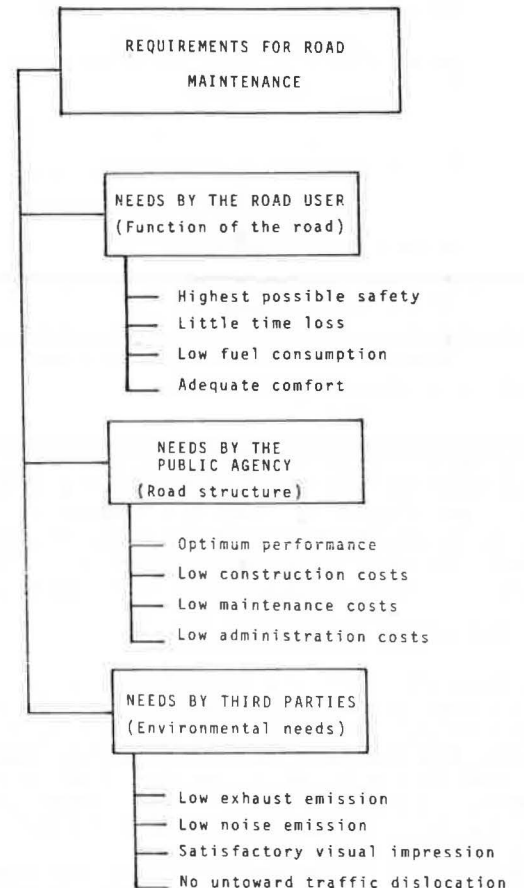 REQUIREMENTS FOR ROAD
MAINTENANCE
NEEDS BY THE ROAD USER
(Function of the road)
Highest possible safety
Little time loss
Low fuel consumption
Adequate comfort
NEEDS BY THE
PUBLIC AGENCY
(Road structure)
Optimum performance
Low construction costs
Low maintenance costs
Low administration costs
NEEDS BY THIRD PARTIES
(Environmental needs)
Low exhaust emission
Low noise emission
Satisfactory visual impression
No untoward traffic dislocation